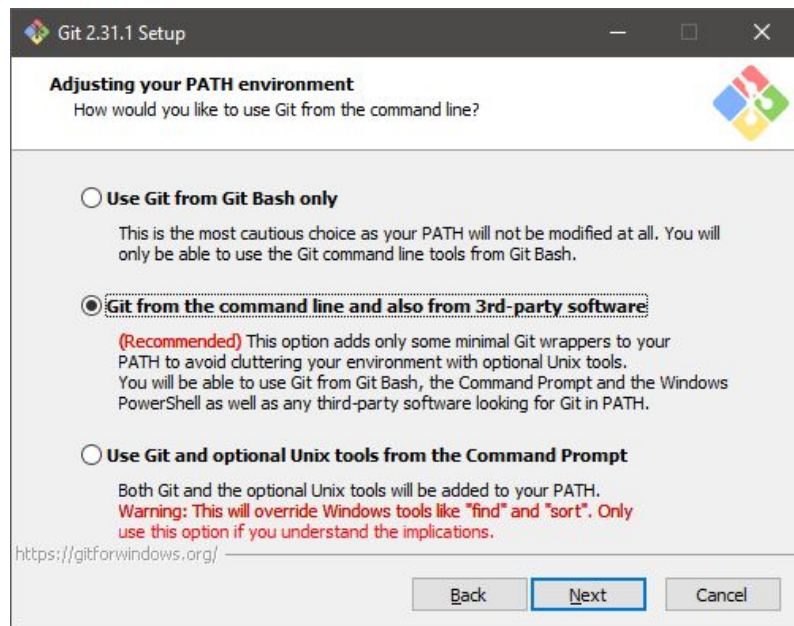 Git 2.31.1 Setup
Adjusting your PATH environment
How would you like to use Git from the command line?
Use Git from Git Bash only
This is the most cautious choice as your PATH will not be modified at all. You will
only be able to use the Git command line tools from Git Bash.
Git from the command line and also from 3rd-party software
(Recommended) This option adds only some minimal Git wrappers to your
PATH to avoid cluttering your environment with optional Unix tools.
You will be able to use Git from Git Bash, the Command Prompt and the Windows
PowerShell as well as any third-party software looking for Git in PATH.
Use Git and optional Unix tools from the Command Prompt
Both Git and the optional Unix tools will be added to your PATH.
Warning: This will override Windows tools like "find" and "sort". Only
use this option if you understand the implications.
https://gitforwindows.org/
Back Next Cancel